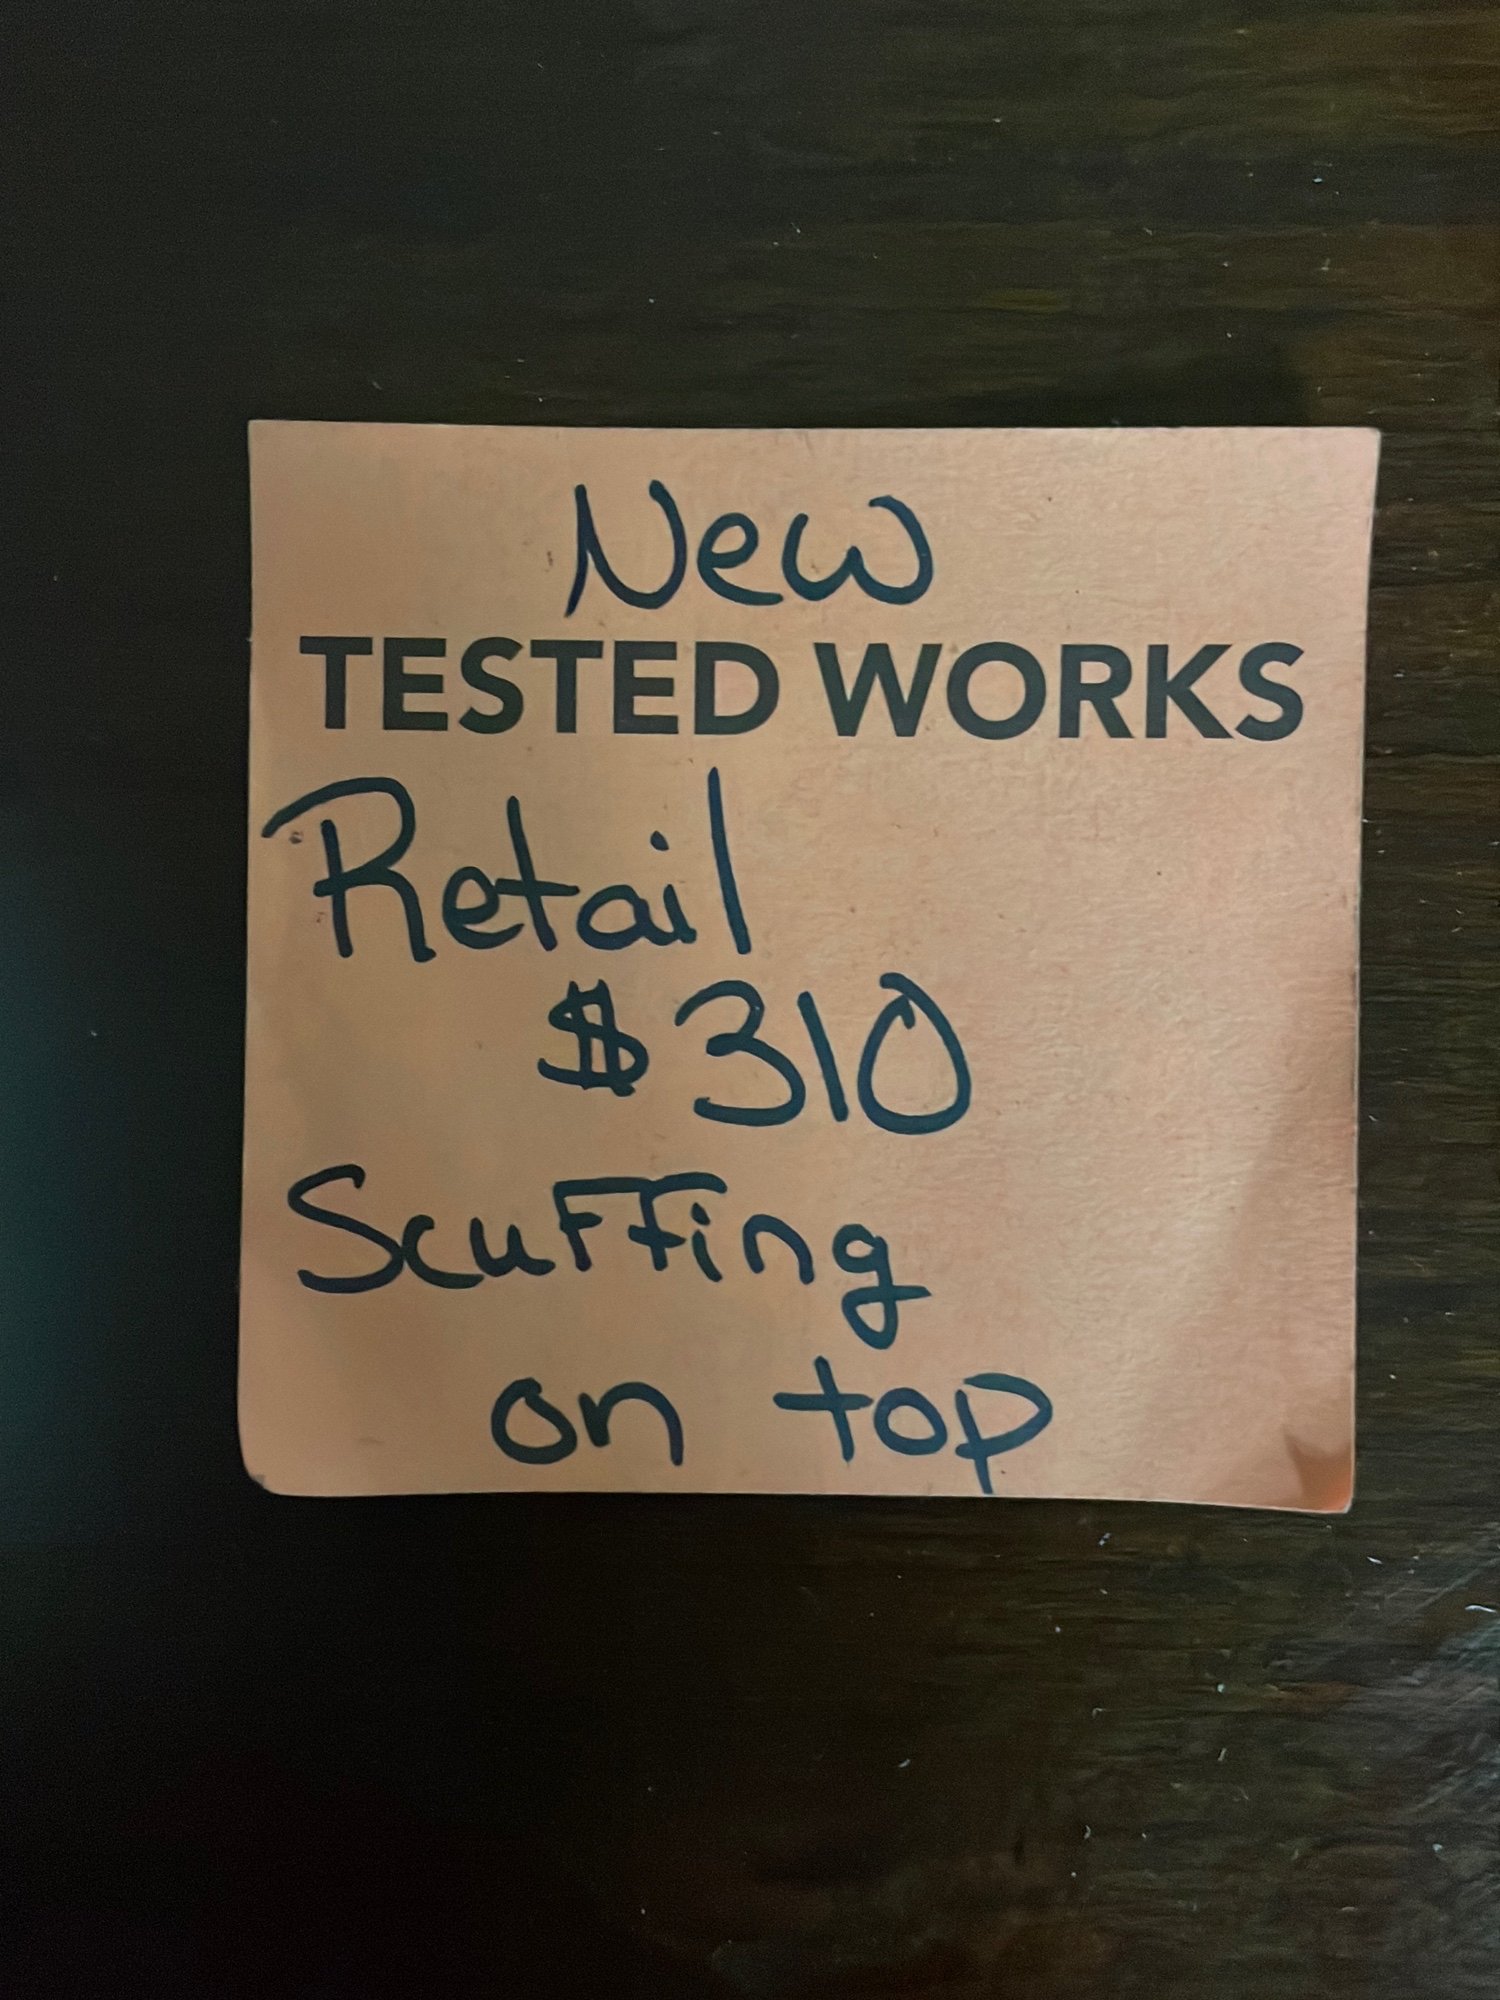 New
TESTED WORKS
Retail
$310
Scuffing
on top